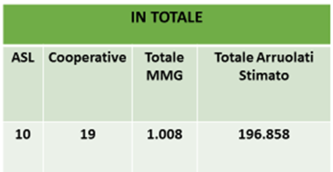 IN TOTALE
ASL Cooperative Totale MMG Totale Arruolati Stimato
10 19 1.008 196.858